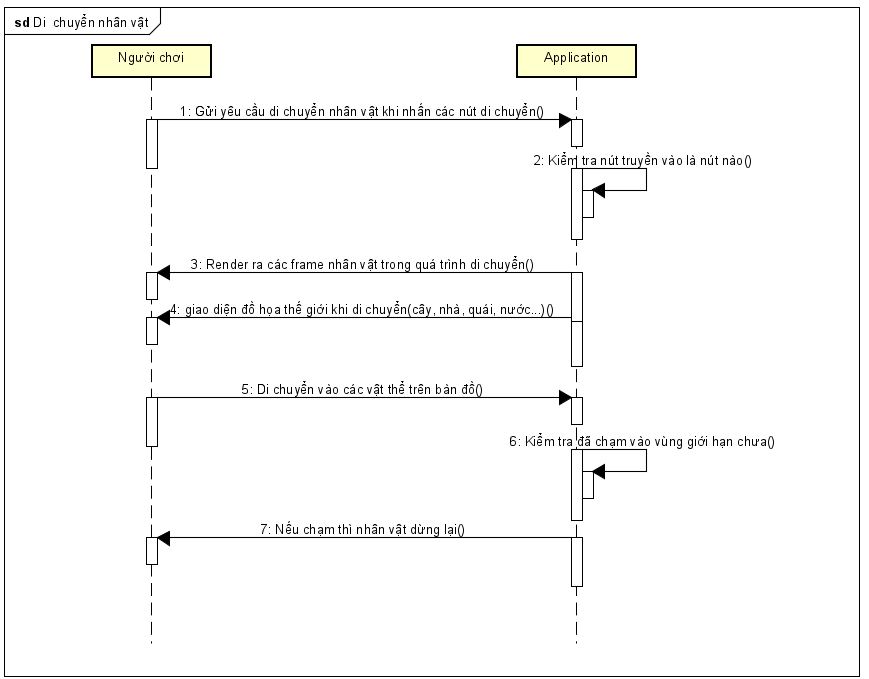 sd Di chuyển nhân vật
Người chơi
Application
1: Gửi yêu cầu di chuyển nhân vật khi nhấn các nút di chuyển()
2: Kiểm tra nút truyền vào là nút nào()
3: Render ra các frame nhân vật trong quá trình di chuyển()
4: giao diện đồ họa thế giới khi di chuyển(cây, nhà, quái, nước...)()
5: Di chuyển vào các vật thể trên bản đồ()
6: Kiểm tra đã chạm vào vùng giới hạn chưa()
7: Nếu chạm thì nhân vật dừng lại()